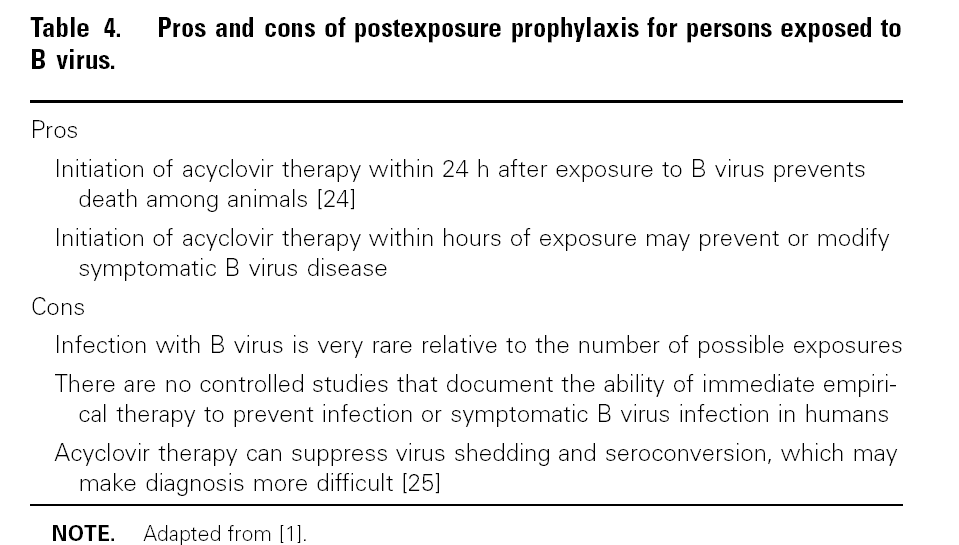 Table 4. Pros and cons of postexposure prophylaxis for persons exposed to
B virus.
Pros
Initiation of acyclovir therapy within 24 h after exposure to B virus prevents
death among animals [24]
Initiation of acyclovir therapy within hours of exposure may prevent or modify
symptomatic B virus disease
Cons
Infection with B virus is very rare relative to the number of possible exposures
There are no controlled studies that document the ability of immediate empiri-
cal therapy to prevent infection or symptomatic B virus infection in humans
Acyclovir therapy can suppress virus shedding and seroconversion, which may
make diagnosis more difficult [25]
NOTE. Adapted from [1].